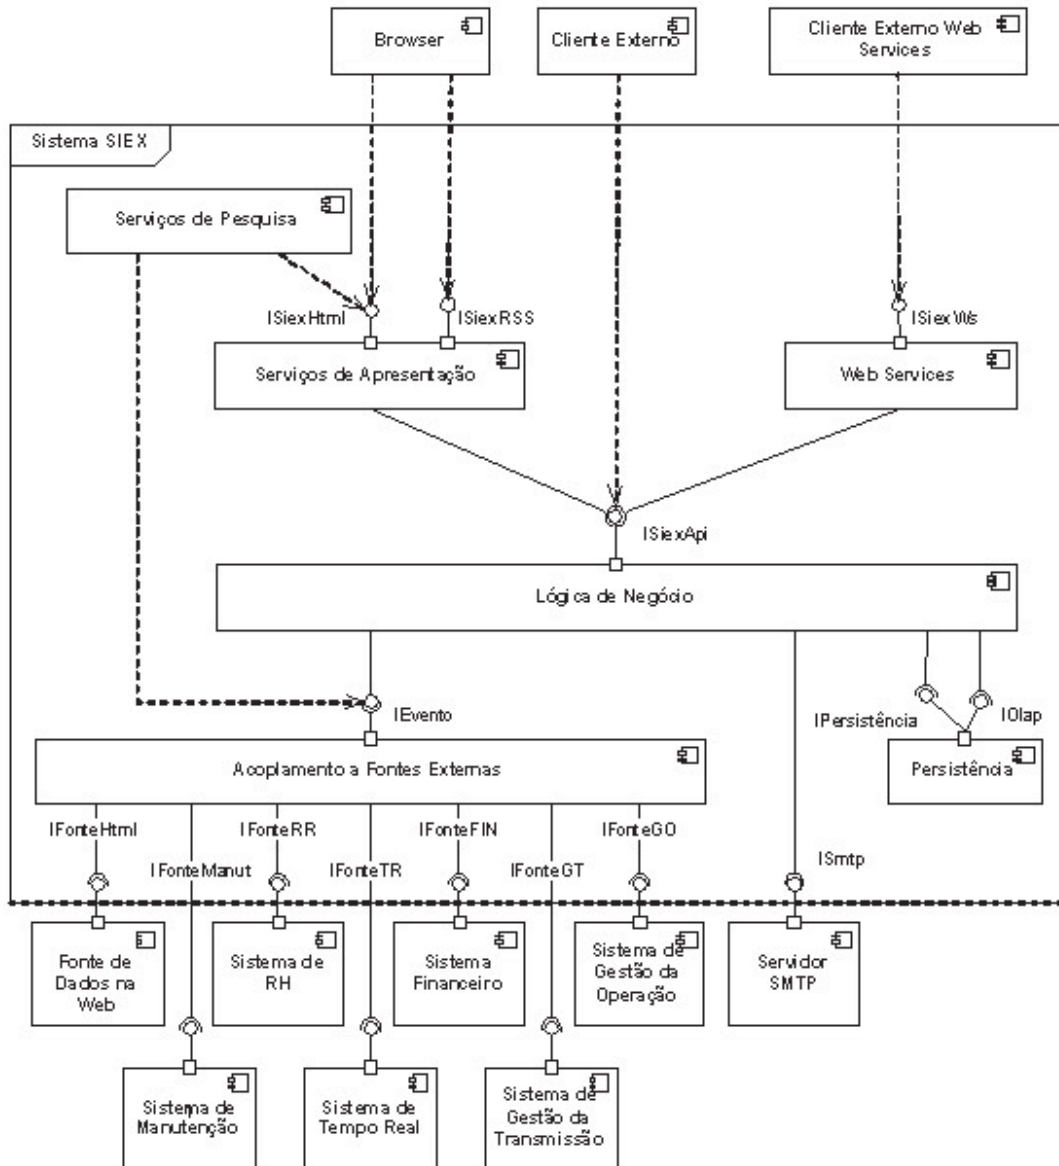 Browser
Cliente Externo
Cliente Externo Web
Services
Sistema SIEX
Serviços de Pesquisa
ISiexHtml
ISiexRSS
ISiexWs
Serviços de Apresentação
Web Services
ISiexApi
Lógica de Negócio
IEvento
IPersistência
IOlap
Acoplamento a Fontes Externas
Persistência
IFonteHtml
IFonteRR
IFonteFIN
IFonteGO
IFonteManut
IFonteTR
IFonteGT
ISmtp
Fonte de
Dados na
Web
Sistema de
RH
Sistema
Financeiro
Sistema de
Gestão da
Operação
Servidor
SMTP
Sistema de
Manutenção
Sistema de
Tempo Real
Sistema de
Gestão da
Transmissão